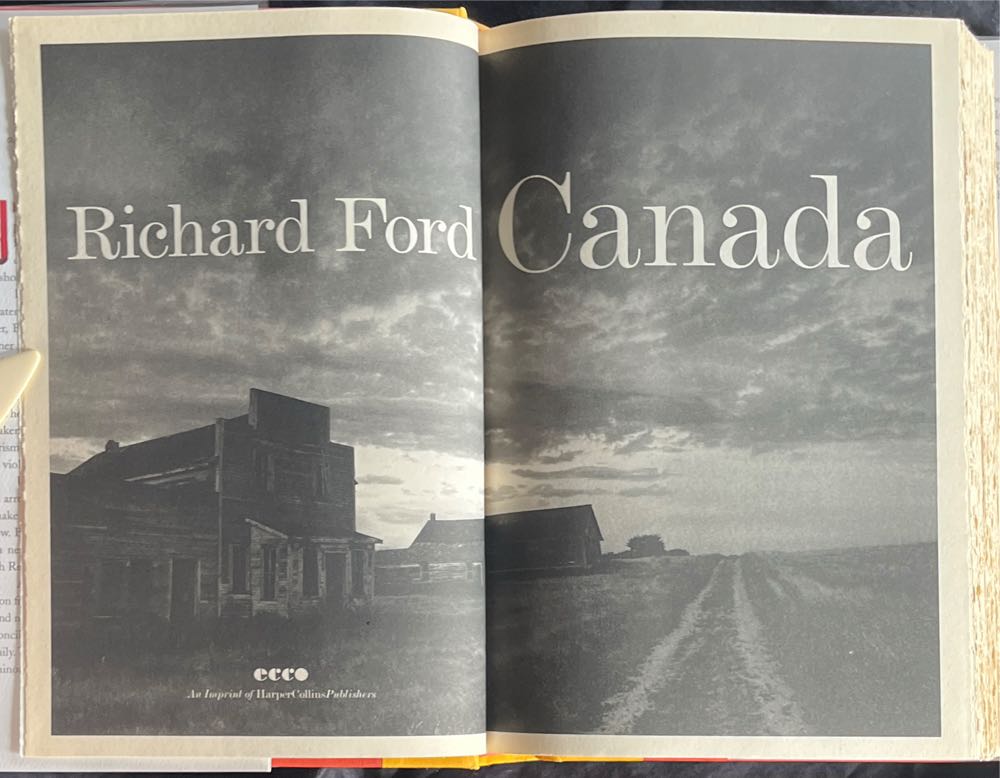 Richard Ford
Canada
ecco
An Imprint of HarperCollinsPublishers